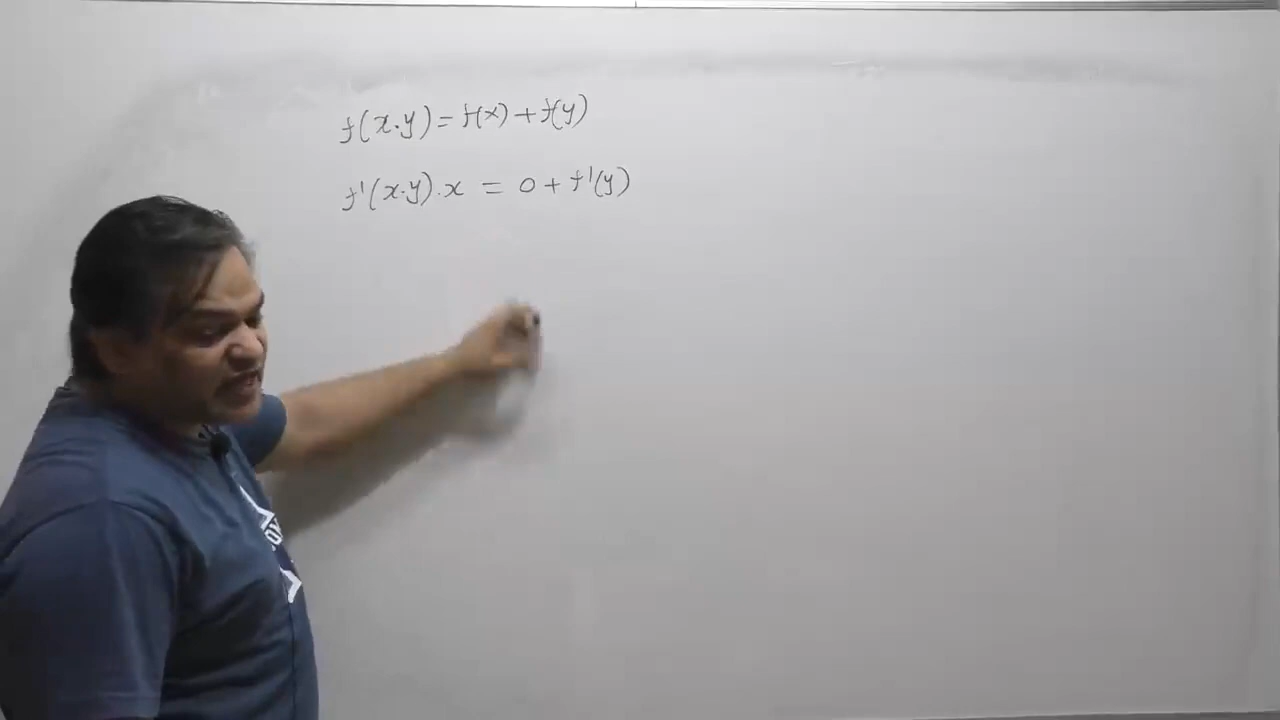 f(x.y) = f(x) + f(y)
f'(x.y).x = 0 + f'(y)